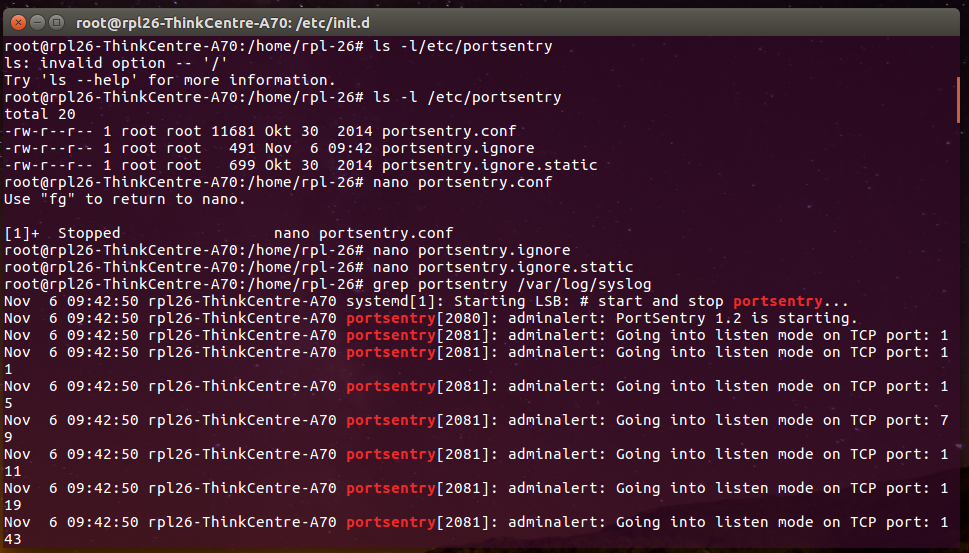 root@rpl26-ThinkCentre-A70: /etc/init.d
root@rpl26-ThinkCentre-A70:/home/rpl-26# ls -l/etc/portsentry
ls: invalid option -- '/'
Try 'ls --help' for more information.
root@rpl26-ThinkCentre-A70:/home/rpl-26# ls -l /etc/portsentry
total 20
-rw-r--r-- 1 root root 11681 Okt 30  2014 portsentry.conf
-rw-r--r-- 1 root root   491 Nov  6 09:42 portsentry.ignore
-rw-r--r-- 1 root root   699 Okt 30  2014 portsentry.ignore.static
root@rpl26-ThinkCentre-A70:/home/rpl-26# nano portsentry.conf
Use "fg" to return to nano.
[1]+  Stopped                 nano portsentry.conf
root@rpl26-ThinkCentre-A70:/home/rpl-26# nano portsentry.ignore
root@rpl26-ThinkCentre-A70:/home/rpl-26# nano portsentry.ignore.static
root@rpl26-ThinkCentre-A70:/home/rpl-26# grep portsentry /var/log/syslog
Nov  6 09:42:50 rpl26-ThinkCentre-A70 systemd[1]: Starting LSB: # start and stop portsentry...
Nov  6 09:42:50 rpl26-ThinkCentre-A70 portsentry[2080]: adminalert: PortSentry 1.2 is starting.
Nov  6 09:42:50 rpl26-ThinkCentre-A70 portsentry[2081]: adminalert: Going into listen mode on TCP port: 1
Nov  6 09:42:50 rpl26-ThinkCentre-A70 portsentry[2081]: adminalert: Going into listen mode on TCP port: 1
1
Nov  6 09:42:50 rpl26-ThinkCentre-A70 portsentry[2081]: adminalert: Going into listen mode on TCP port: 1
5
Nov  6 09:42:50 rpl26-ThinkCentre-A70 portsentry[2081]: adminalert: Going into listen mode on TCP port: 7
9
Nov  6 09:42:50 rpl26-ThinkCentre-A70 portsentry[2081]: adminalert: Going into listen mode on TCP port: 1
11
Nov  6 09:42:50 rpl26-ThinkCentre-A70 portsentry[2081]: adminalert: Going into listen mode on TCP port: 1
19
Nov  6 09:42:50 rpl26-ThinkCentre-A70 portsentry[2081]: adminalert: Going into listen mode on TCP port: 1
43